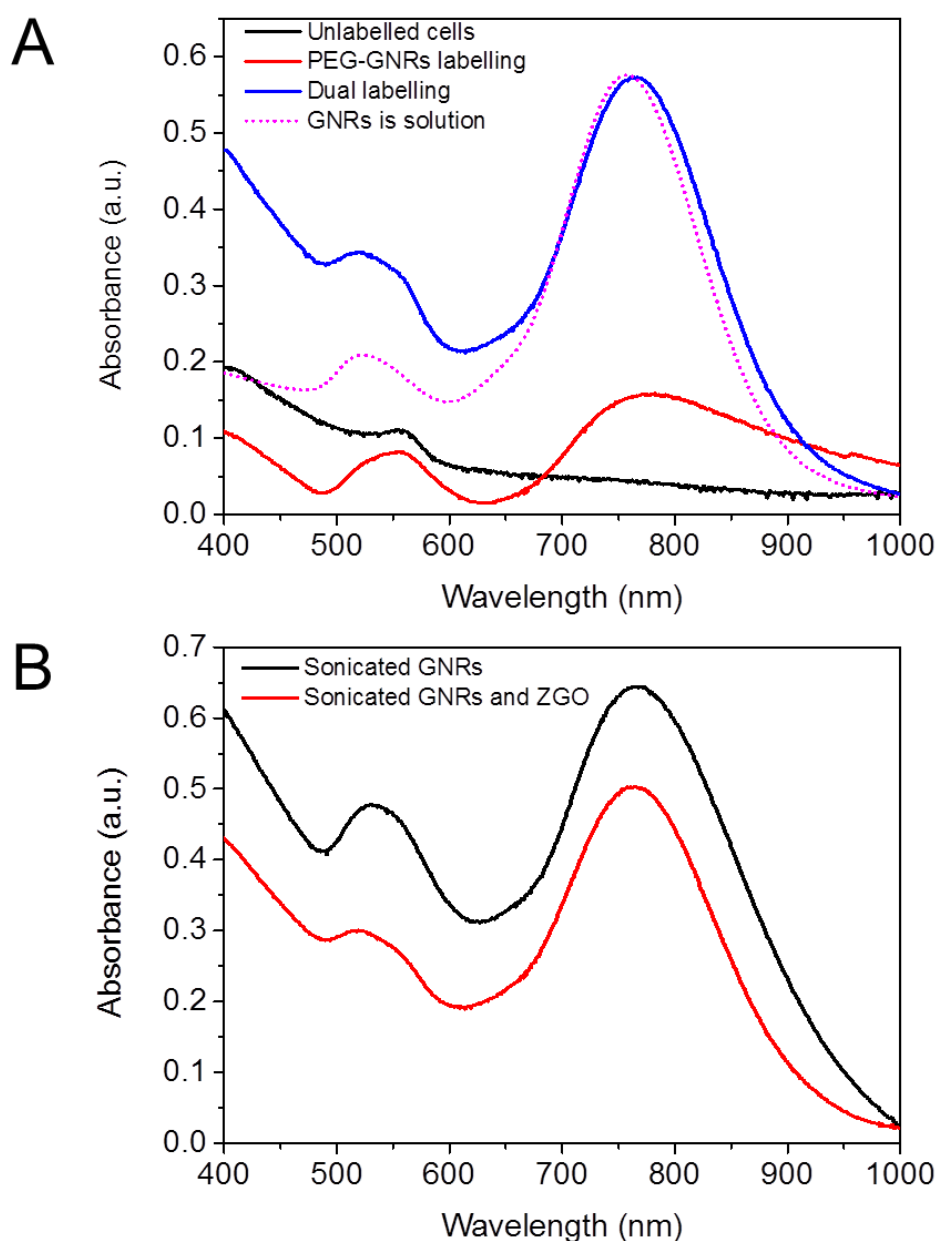 A
Unlabelled cells
PEG-GNRs labelling
Dual labelling
GNRs is solution
0.6
0.5
0.4
0.3
0.2
0.1
0.0
Absorbance (a.u.)
400 500 600 700 800 900 1000
Wavelength (nm)
B
Sonicated GNRs
Sonicated GNRs and ZGO
0.7
0.6
0.5
0.4
0.3
0.2
0.1
0.0
Absorbance (a.u.)
400 500 600 700 800 900 1000
Wavelength (nm)